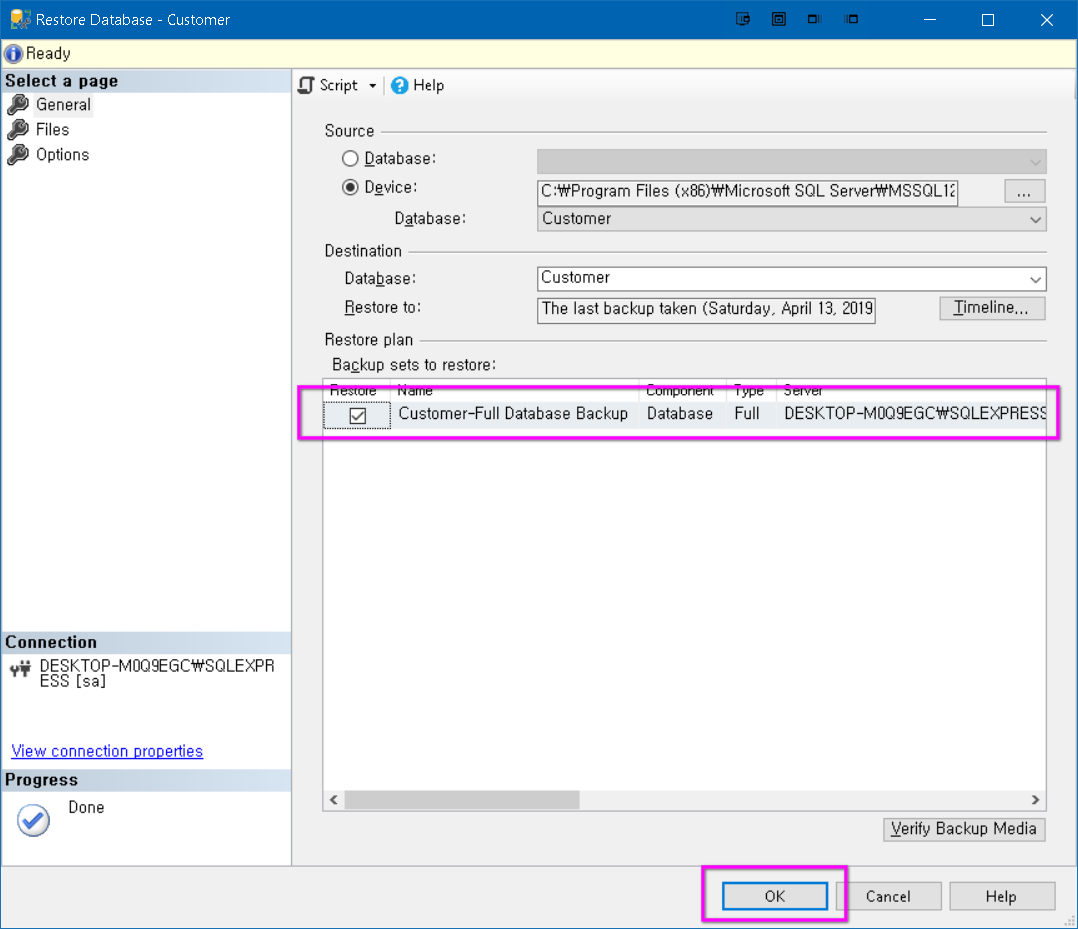 Restore Database - Customer
Ready
Select a page
General
Files
Options
Script
Help
Source
Database:
Device:
C:₩Program Files (x86)₩Microsoft SQL Server₩MSSQL12
...
Database:
Customer
Destination
Database:
Customer
Restore to:
The last backup taken (Saturday, April 13, 2019
Timeline...
Restore plan
Backup sets to restore:
Restore Name Component Type Server
Customer-Full Database Backup Database Full DESKTOP-M0Q9EGC₩SQLEXPRESS
Connection
DESKTOP-M0Q9EGC₩SQLEXPR
ESS [sa]
View connection properties
Progress
Done
Verify Backup Media
OK
Cancel
Help